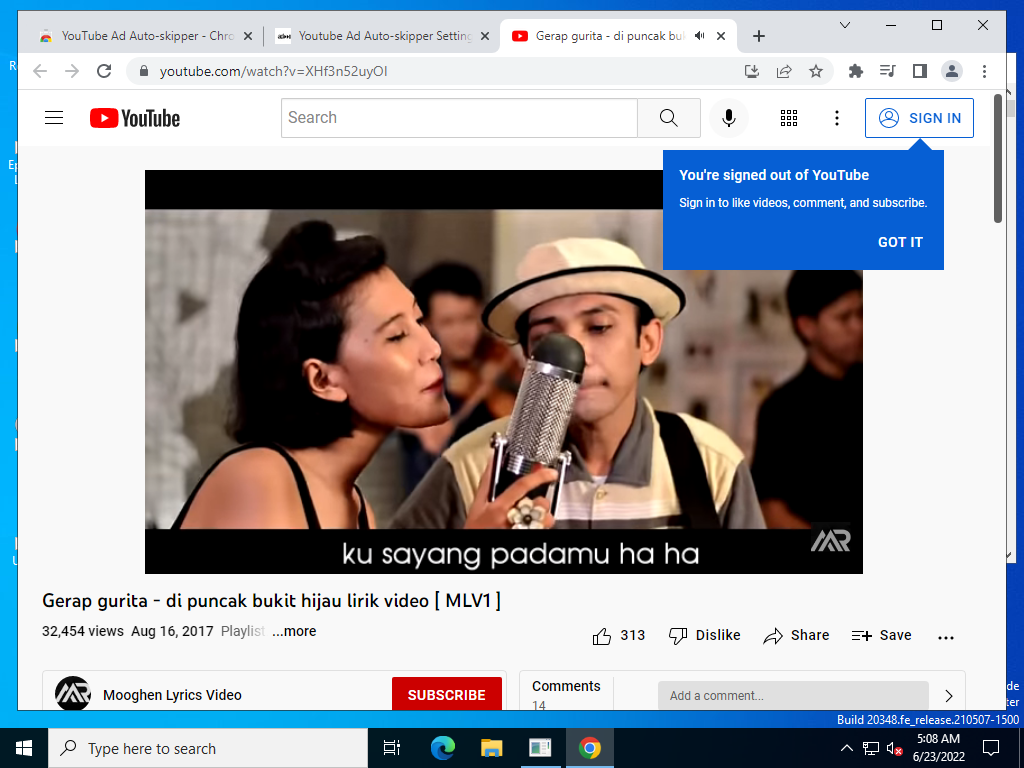 YouTube Ad Auto-skipper - Chro
Youtube Ad Auto-skipper Setting
Gerap gurita - di puncak buk
youtube.com/watch?v=XHf3n52uyOI
YouTube
Search
SIGN IN
You're signed out of YouTube
Sign in to like videos, comment, and subscribe.
GOT IT
ku sayang padamu ha ha
MR
Gerap gurita - di puncak bukit hijau lirik video [ MLV1 ]
32,454 views Aug 16, 2017 Playlist ...more
313
Dislike
Share
Save
MR
Mooghen Lyrics Video
SUBSCRIBE
Comments
14
Add a comment...
Build 20348.fe_release.210507-1500
Type here to search
5:08 AM
6/23/2022